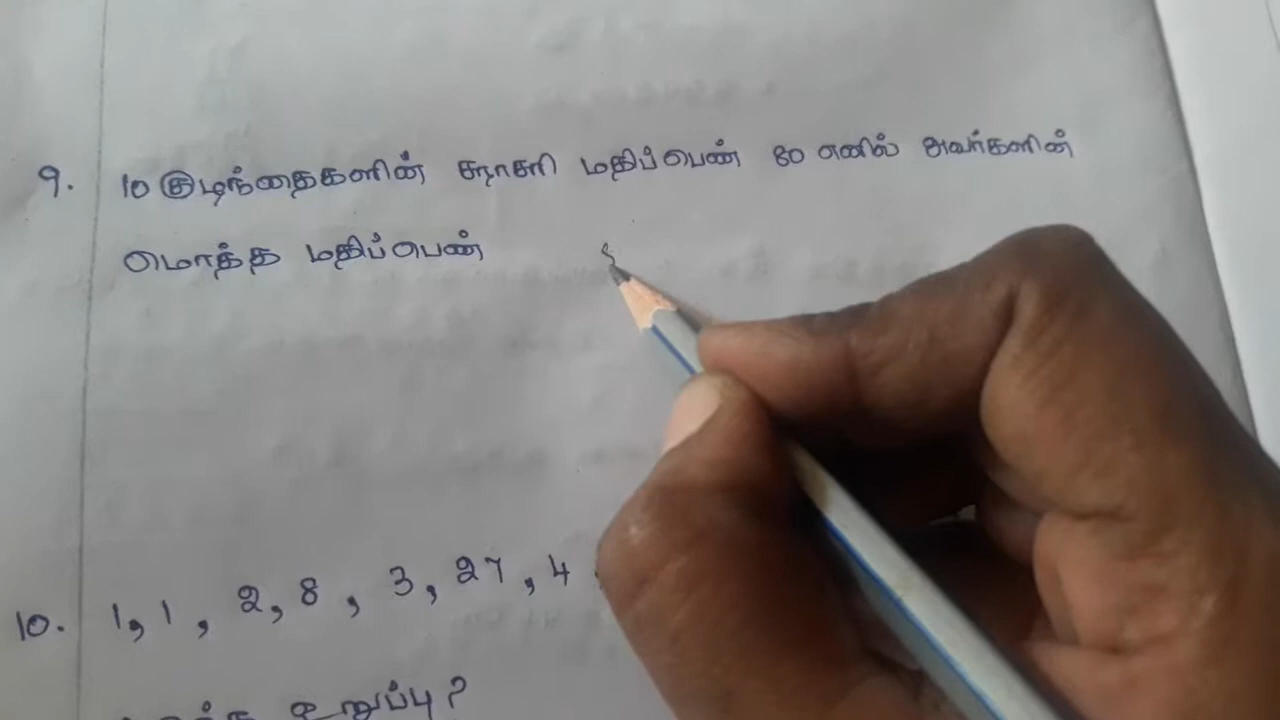 9. 10 குழந்தைகளின் சராசரி மதிப்பெண் 80 எனில் அவர்களின்
மொத்த மதிப்பெண்
10. 1, 1, 2, 8, 3, 27, 4
உறுப்பு?